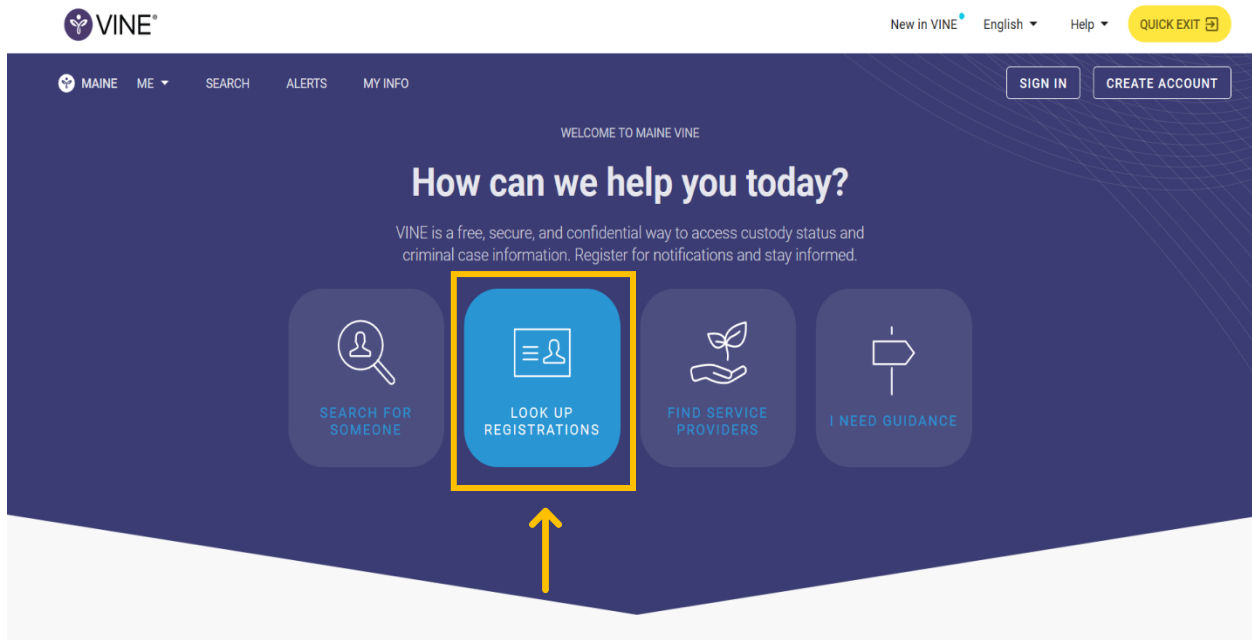 VINE®
New in VINE
English
Help
QUICK EXIT
MAINE
ME
SEARCH
ALERTS
MY INFO
SIGN IN
CREATE ACCOUNT
WELCOME TO MAINE VINE
How can we help you today?
VINE is a free, secure, and confidential way to access custody status and
criminal case information. Register for notifications and stay informed.
SEARCH FOR
SOMEONE
LOOK UP
REGISTRATIONS
FIND SERVICE
PROVIDERS
I NEED GUIDANCE